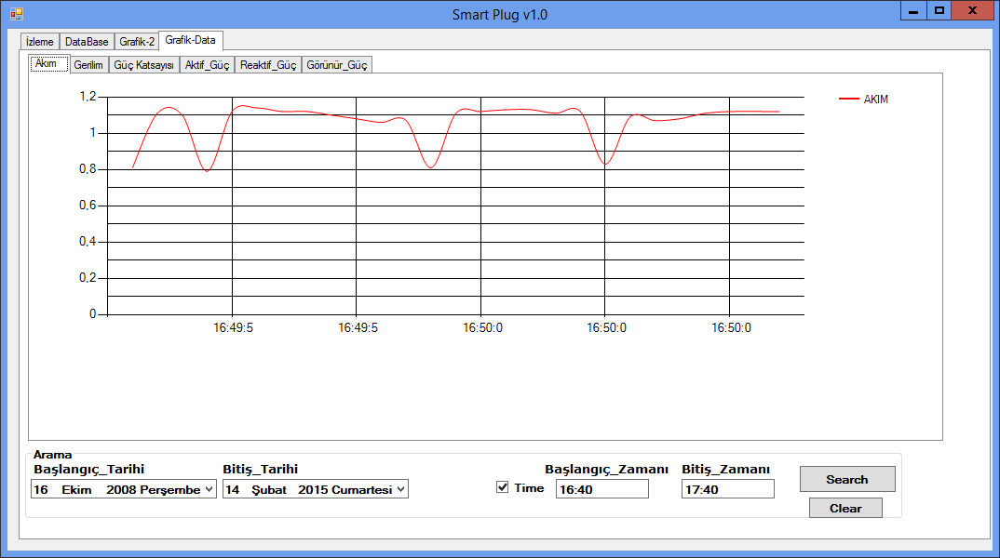 Smart Plug v1.0
İzleme DataBase Grafik-2 Grafik-Data
Akım Gerilim Güç Katsayısı Aktif_Güç Reaktif_Güç Görünür_Güç
1,2
1
0,8
0,6
0,4
0,2
0
16:49:5 16:49:5 16:50:0 16:50:0 16:50:0
AKIM
Arama
Başlangıç_Tarihi Bitiş_Tarihi Başlangıç_Zamanı Bitiş_Zamanı
16 Ekim 2008 Perşembe 14 Şubat 2015 Cumartesi Time 16:40 17:40
Search
Clear